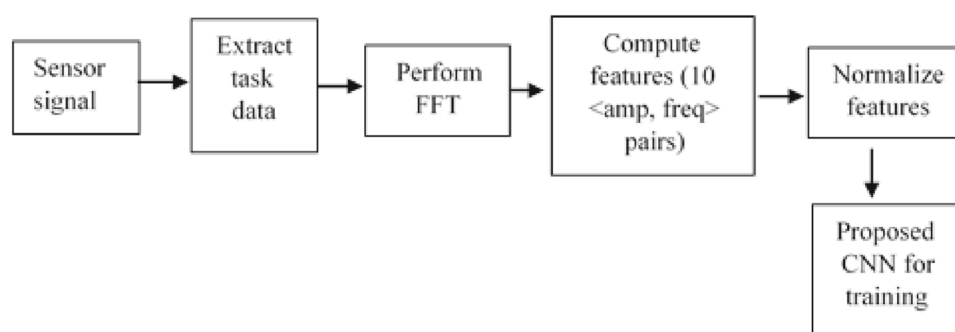 Sensor
signal
Extract
task
data
Perform
FFT
Compute
features (10
<amp, freq>
pairs)
Normalize
features
Proposed
CNN for
training